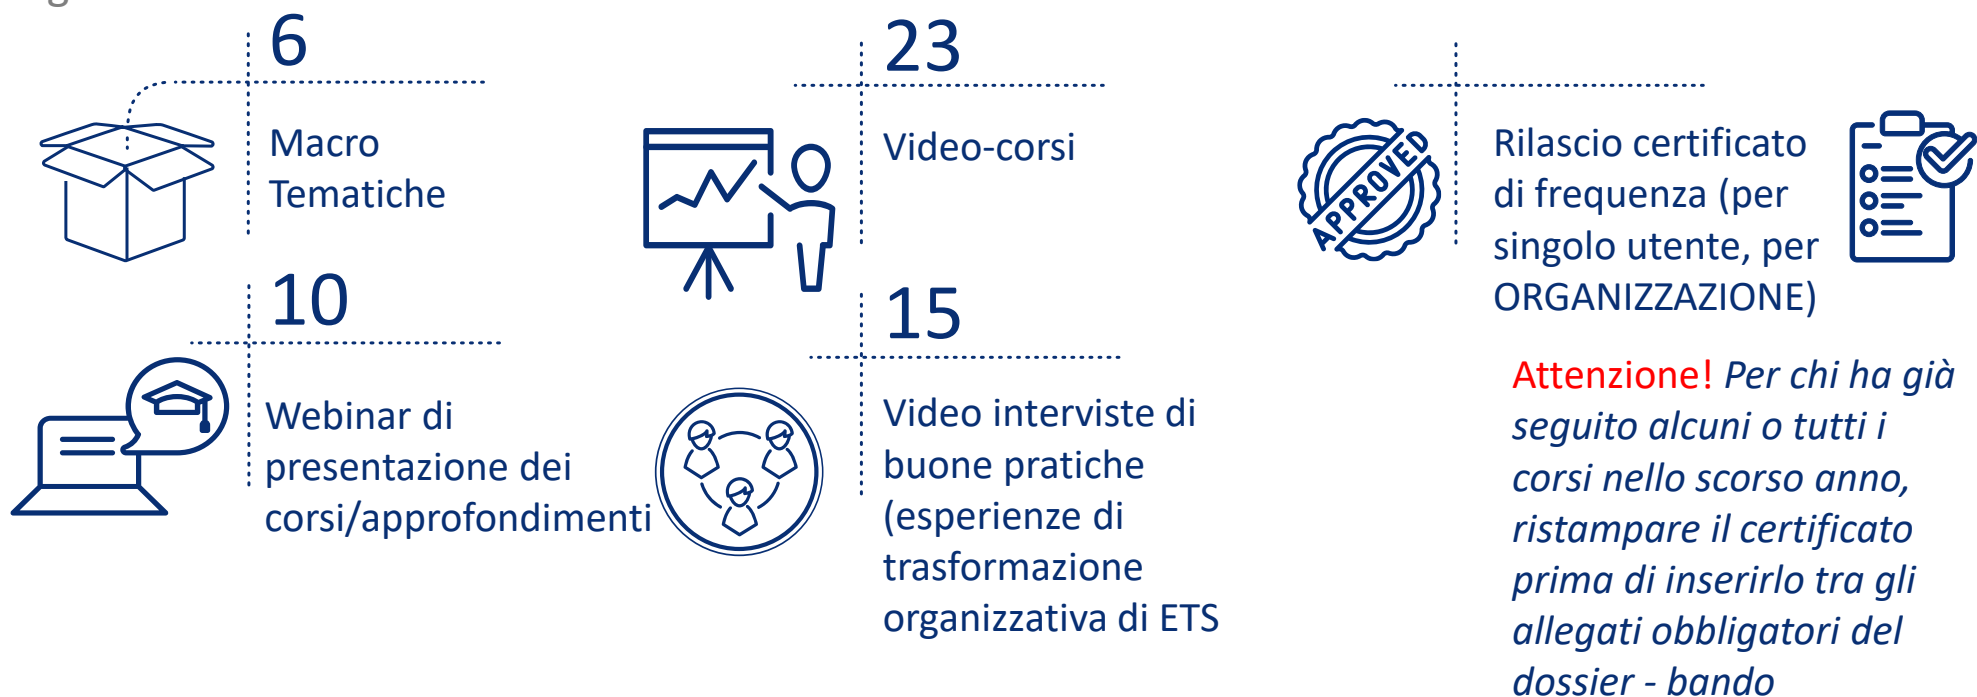 6
Macro
Tematiche
23
Video-corsi
APPROVED
Rilascio certificato
di frequenza (per
singolo utente, per
ORGANIZZAZIONE)
10
Webinar di
presentazione dei
corsi/approfondimenti
15
Video interviste di
buone pratiche
(esperienze di
trasformazione
organizzativa di ETS
Attenzione! Per chi ha già
seguito alcuni o tutti i
corsi nello scorso anno,
ristampare il certificato
prima di inserirlo tra gli
allegati obbligatori del
dossier - bando